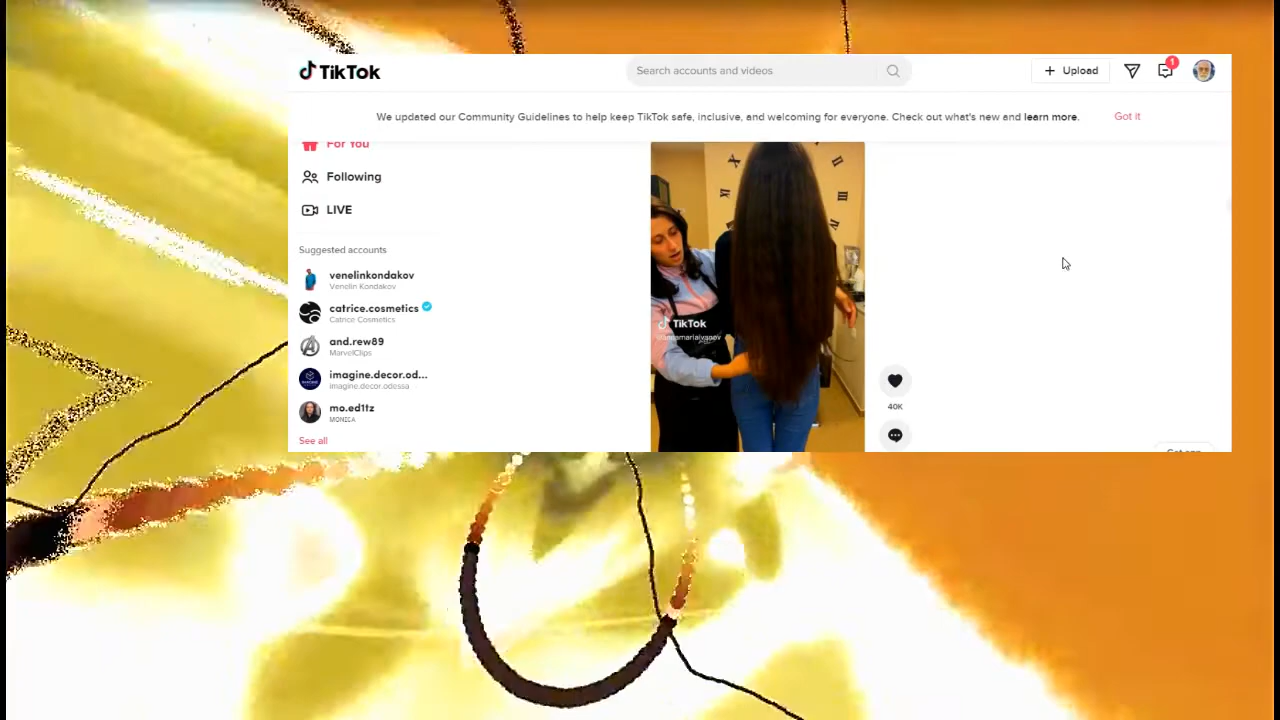 TikTok
Search accounts and videos
+ Upload
1
We updated our Community Guidelines to help keep TikTok safe, inclusive, and welcoming for everyone. Check out what's new and learn more.
Got it
For You
Following
LIVE
Suggested accounts
venelinkondakov
Venelin Kondakov
catrice.cosmetics
Catrice Cosmetics
and.rew89
MarvelClips
imagine.decor.od...
imagine.decor.odessa
mo.ed1tz
MONICA
See all
TikTok
40K
Get app